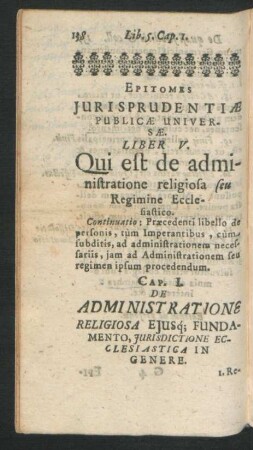 138 Lib. 5. Cap. 1.
EPITOMES
JURISPRUDENTIÆ
PUBLICÆ UNIVER-
SÆ.
LIBER V.
Qui est de admi-
nistratione religiosa seu
Regimine Eccle-
siastico.
Continuatio: Præcedenti libello de
personis, tùm Imperantibus, cùm
subditis, ad administrationem neces-
sariis, jam ad Administrationem seu
regimen ipsum procedendum.
CAP. I.
DE
ADMINISTRATIONE
RELIGIOSA EJusq; FUNDA-
MENTO, JURISDICTIONE EC-
CLESIASTICA IN
GENERE.
1. Re-